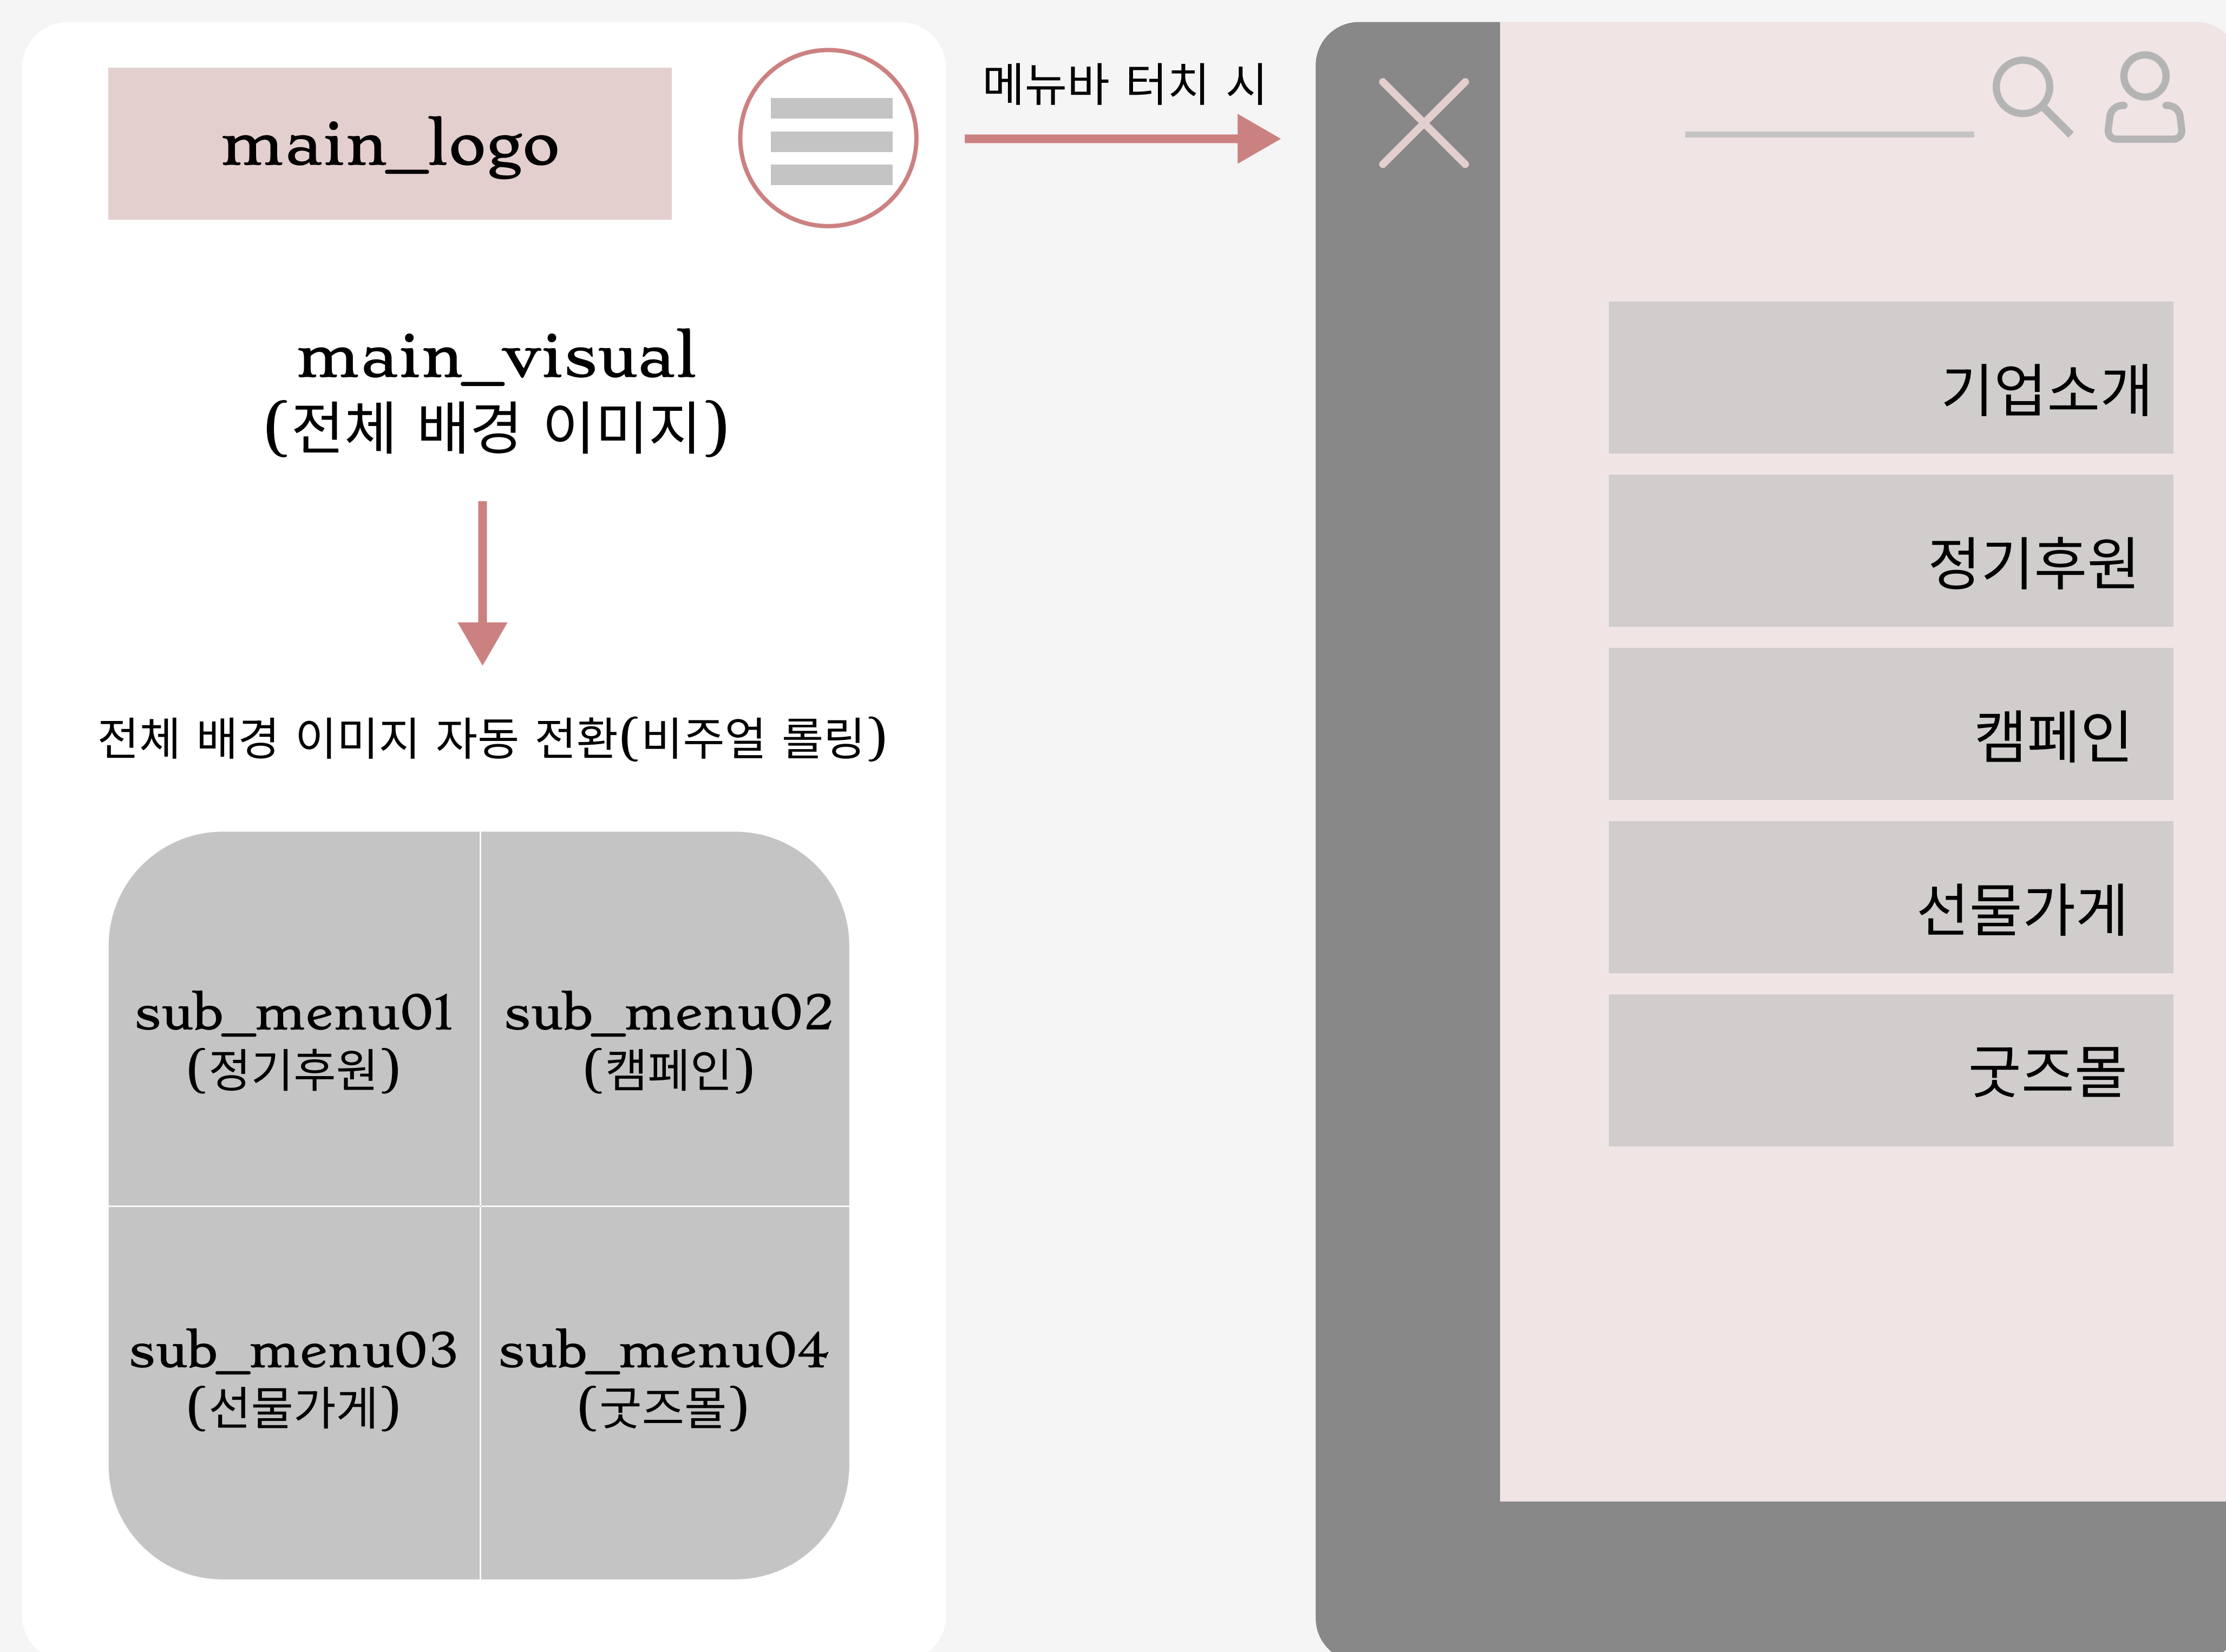 main_logo
메뉴바 터치 시
main_visual
(전체 배경 이미지)
전체 배경 이미지 자동 전환(비주얼 롤링)
sub_menu01
(정기후원)
sub_menu02
(캠페인)
sub_menu03
(선물가게)
sub_menu04
(굿즈몰)
기업소개
정기후원
캠페인
선물가게
굿즈몰